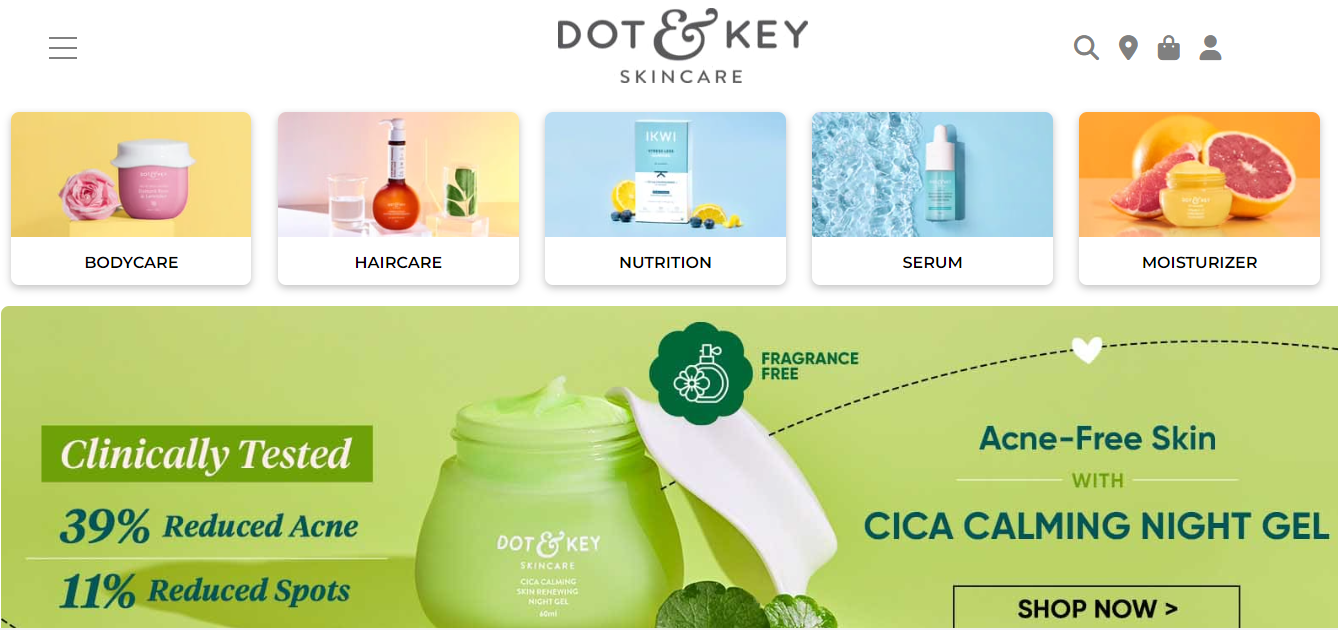 DOT & KEY
SKINCARE
IKWI
BODYCARE
HAIRCARE
NUTRITION
SERUM
MOISTURIZER
FRAGRANCE
FREE
Clinically Tested
39% Reduced Acne
11% Reduced Spots
DOT & KEY
SKINCARE
CICA CALMING
SKIN RENEWING
NIGHT GEL
60ml
Acne-Free Skin
WITH
CICA CALMING NIGHT GEL
SHOP NOW >